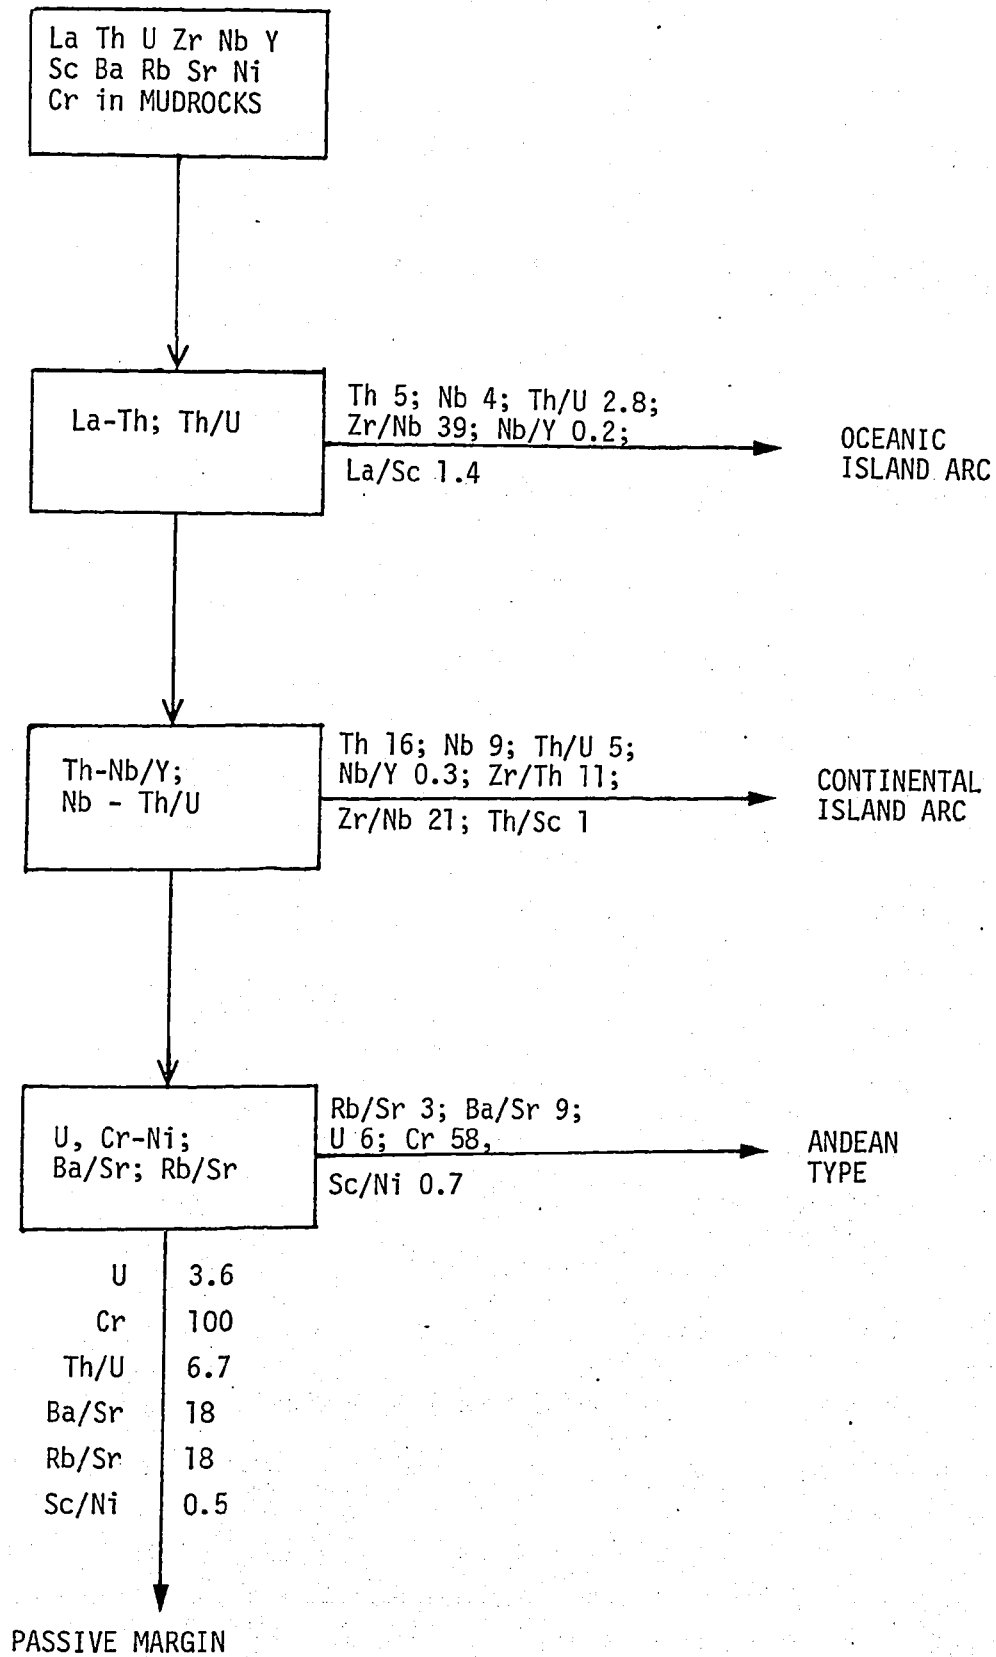 La Th U Zr Nb Y
Sc Ba Rb Sr Ni
Cr in MUDROCKS
La-Th; Th/U
Th 5; Nb 4; Th/U 2.8;
Zr/Nb 39; Nb/Y 0.2;
La/Sc 1.4
OCEANIC
ISLAND ARC
Th-Nb/Y;
Nb - Th/U
Th 16; Nb 9; Th/U 5;
Nb/Y 0.3; Zr/Th 11;
Zr/Nb 21; Th/Sc 1
CONTINENTAL
ISLAND ARC
U, Cr-Ni;
Ba/Sr; Rb/Sr
Rb/Sr 3; Ba/Sr 9;
U 6; Cr 58,
Sc/Ni 0.7
ANDEAN
TYPE
U 3.6
Cr 100
Th/U 6.7
Ba/Sr 18
Rb/Sr 18
Sc/Ni 0.5
PASSIVE MARGIN